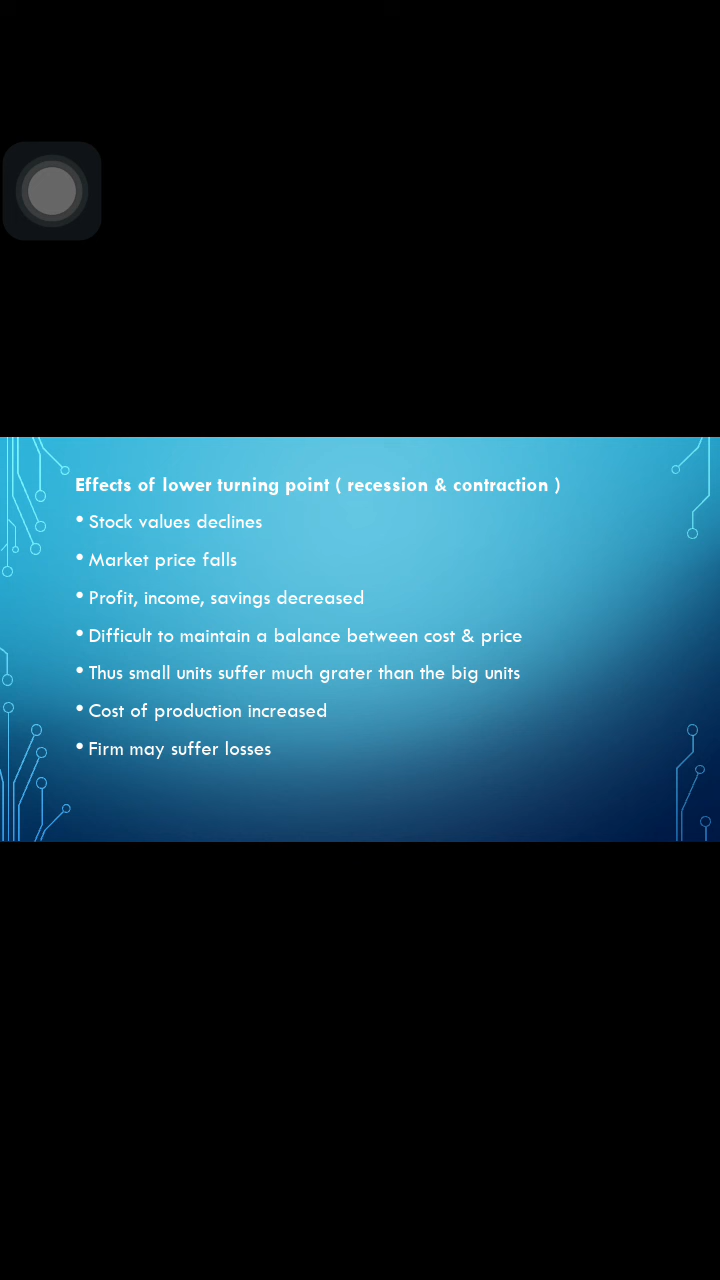 Effects of lower turning point ( recession & contraction )
• Stock values declines
• Market price falls
• Profit, income, savings decreased
• Difficult to maintain a balance between cost & price
• Thus small units suffer much grater than the big units
• Cost of production increased
• Firm may suffer losses